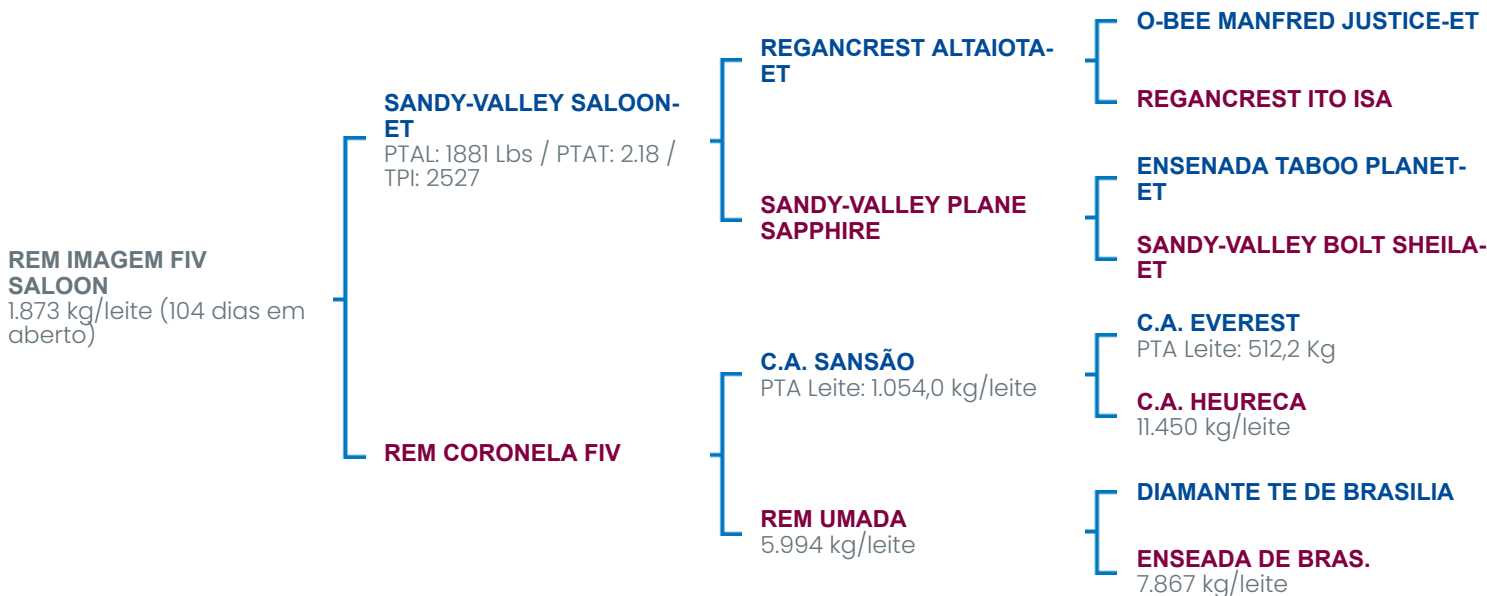 REM IMAGEM FIV
SALOON
1.873 kg/leite (104 dias em
aberto)
SANDY-VALLEY SALOON-
ET
PTAL: 1881 Lbs / PTAT: 2.18 /
TPI: 2527
REM CORONELA FIV
REGANCREST ALTAIOTA-
ET
SANDY-VALLEY PLANE
SAPPHIRE
C.A. SANSÃO
PTA Leite: 1.054,0 kg/leite
REM UMADA
5.994 kg/leite
O-BEE MANFRED JUSTICE-ET
REGANCREST ITO ISA
ENSENADA TABOO PLANET-
ET
SANDY-VALLEY BOLT SHEILA-
ET
C.A. EVEREST
PTA Leite: 512,2 Kg
C.A. HEURECA
11.450 kg/leite
DIAMANTE TE DE BRASILIA
ENSEADA DE BRAS.
7.867 kg/leite